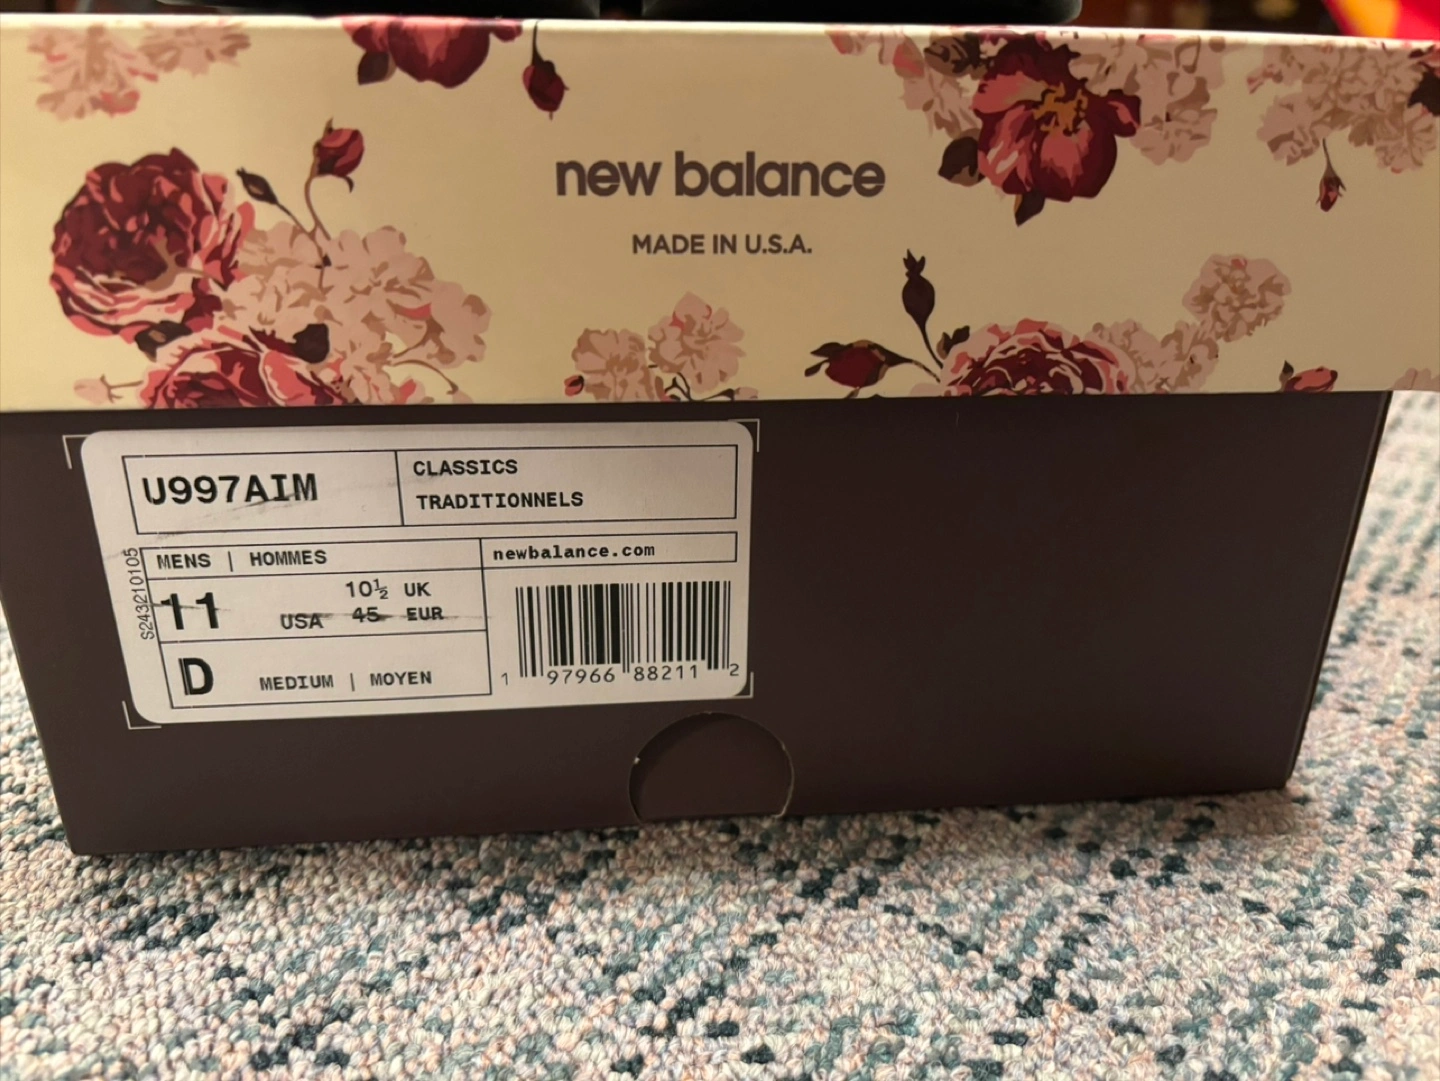 new balance
MADE IN U.S.A.
U997AIM
CLASSICS
TRADITIONNELS
MENS | HOMMES
newbalance.com
S243210105
11 USA
10½ UK
45 EUR
D MEDIUM | MOYEN
1 97966 88211 2